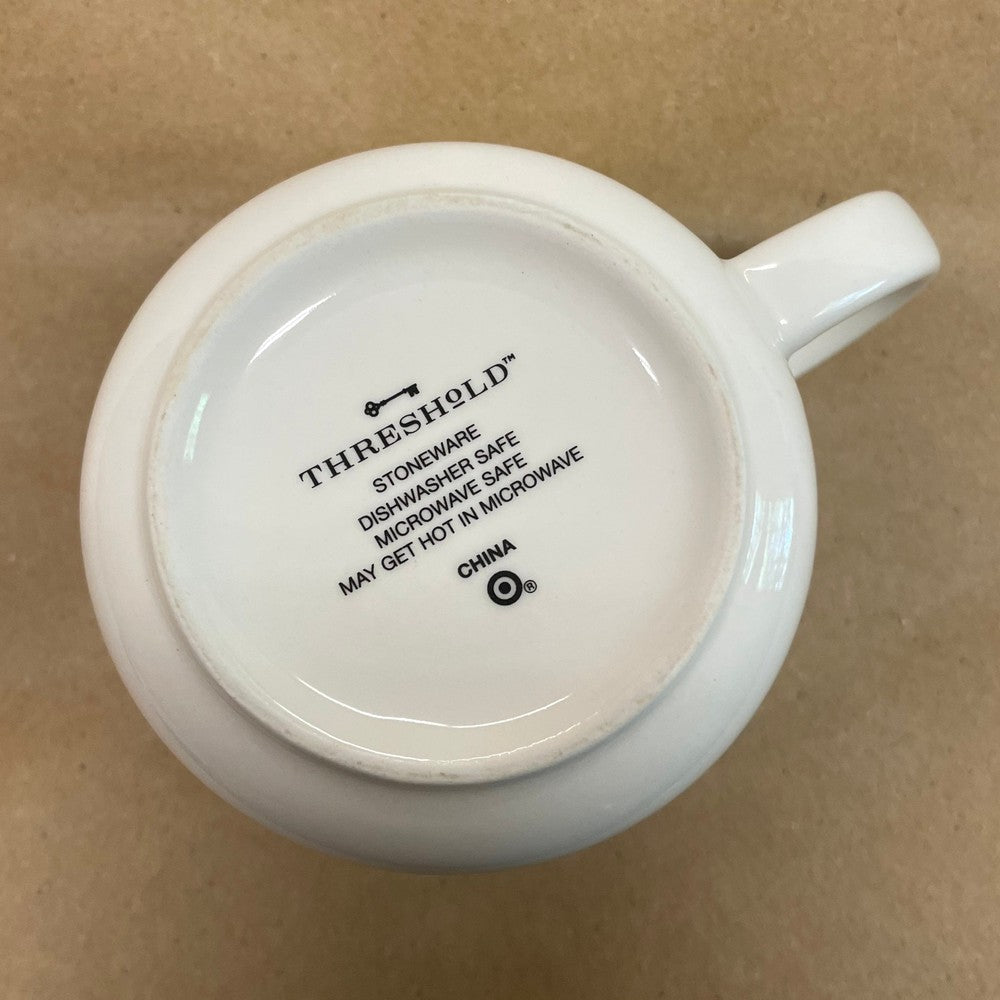 THRESHOLD™
STONEWARE
DISHWASHER SAFE
MICROWAVE SAFE
MAY GET HOT IN MICROWAVE
CHINA
®